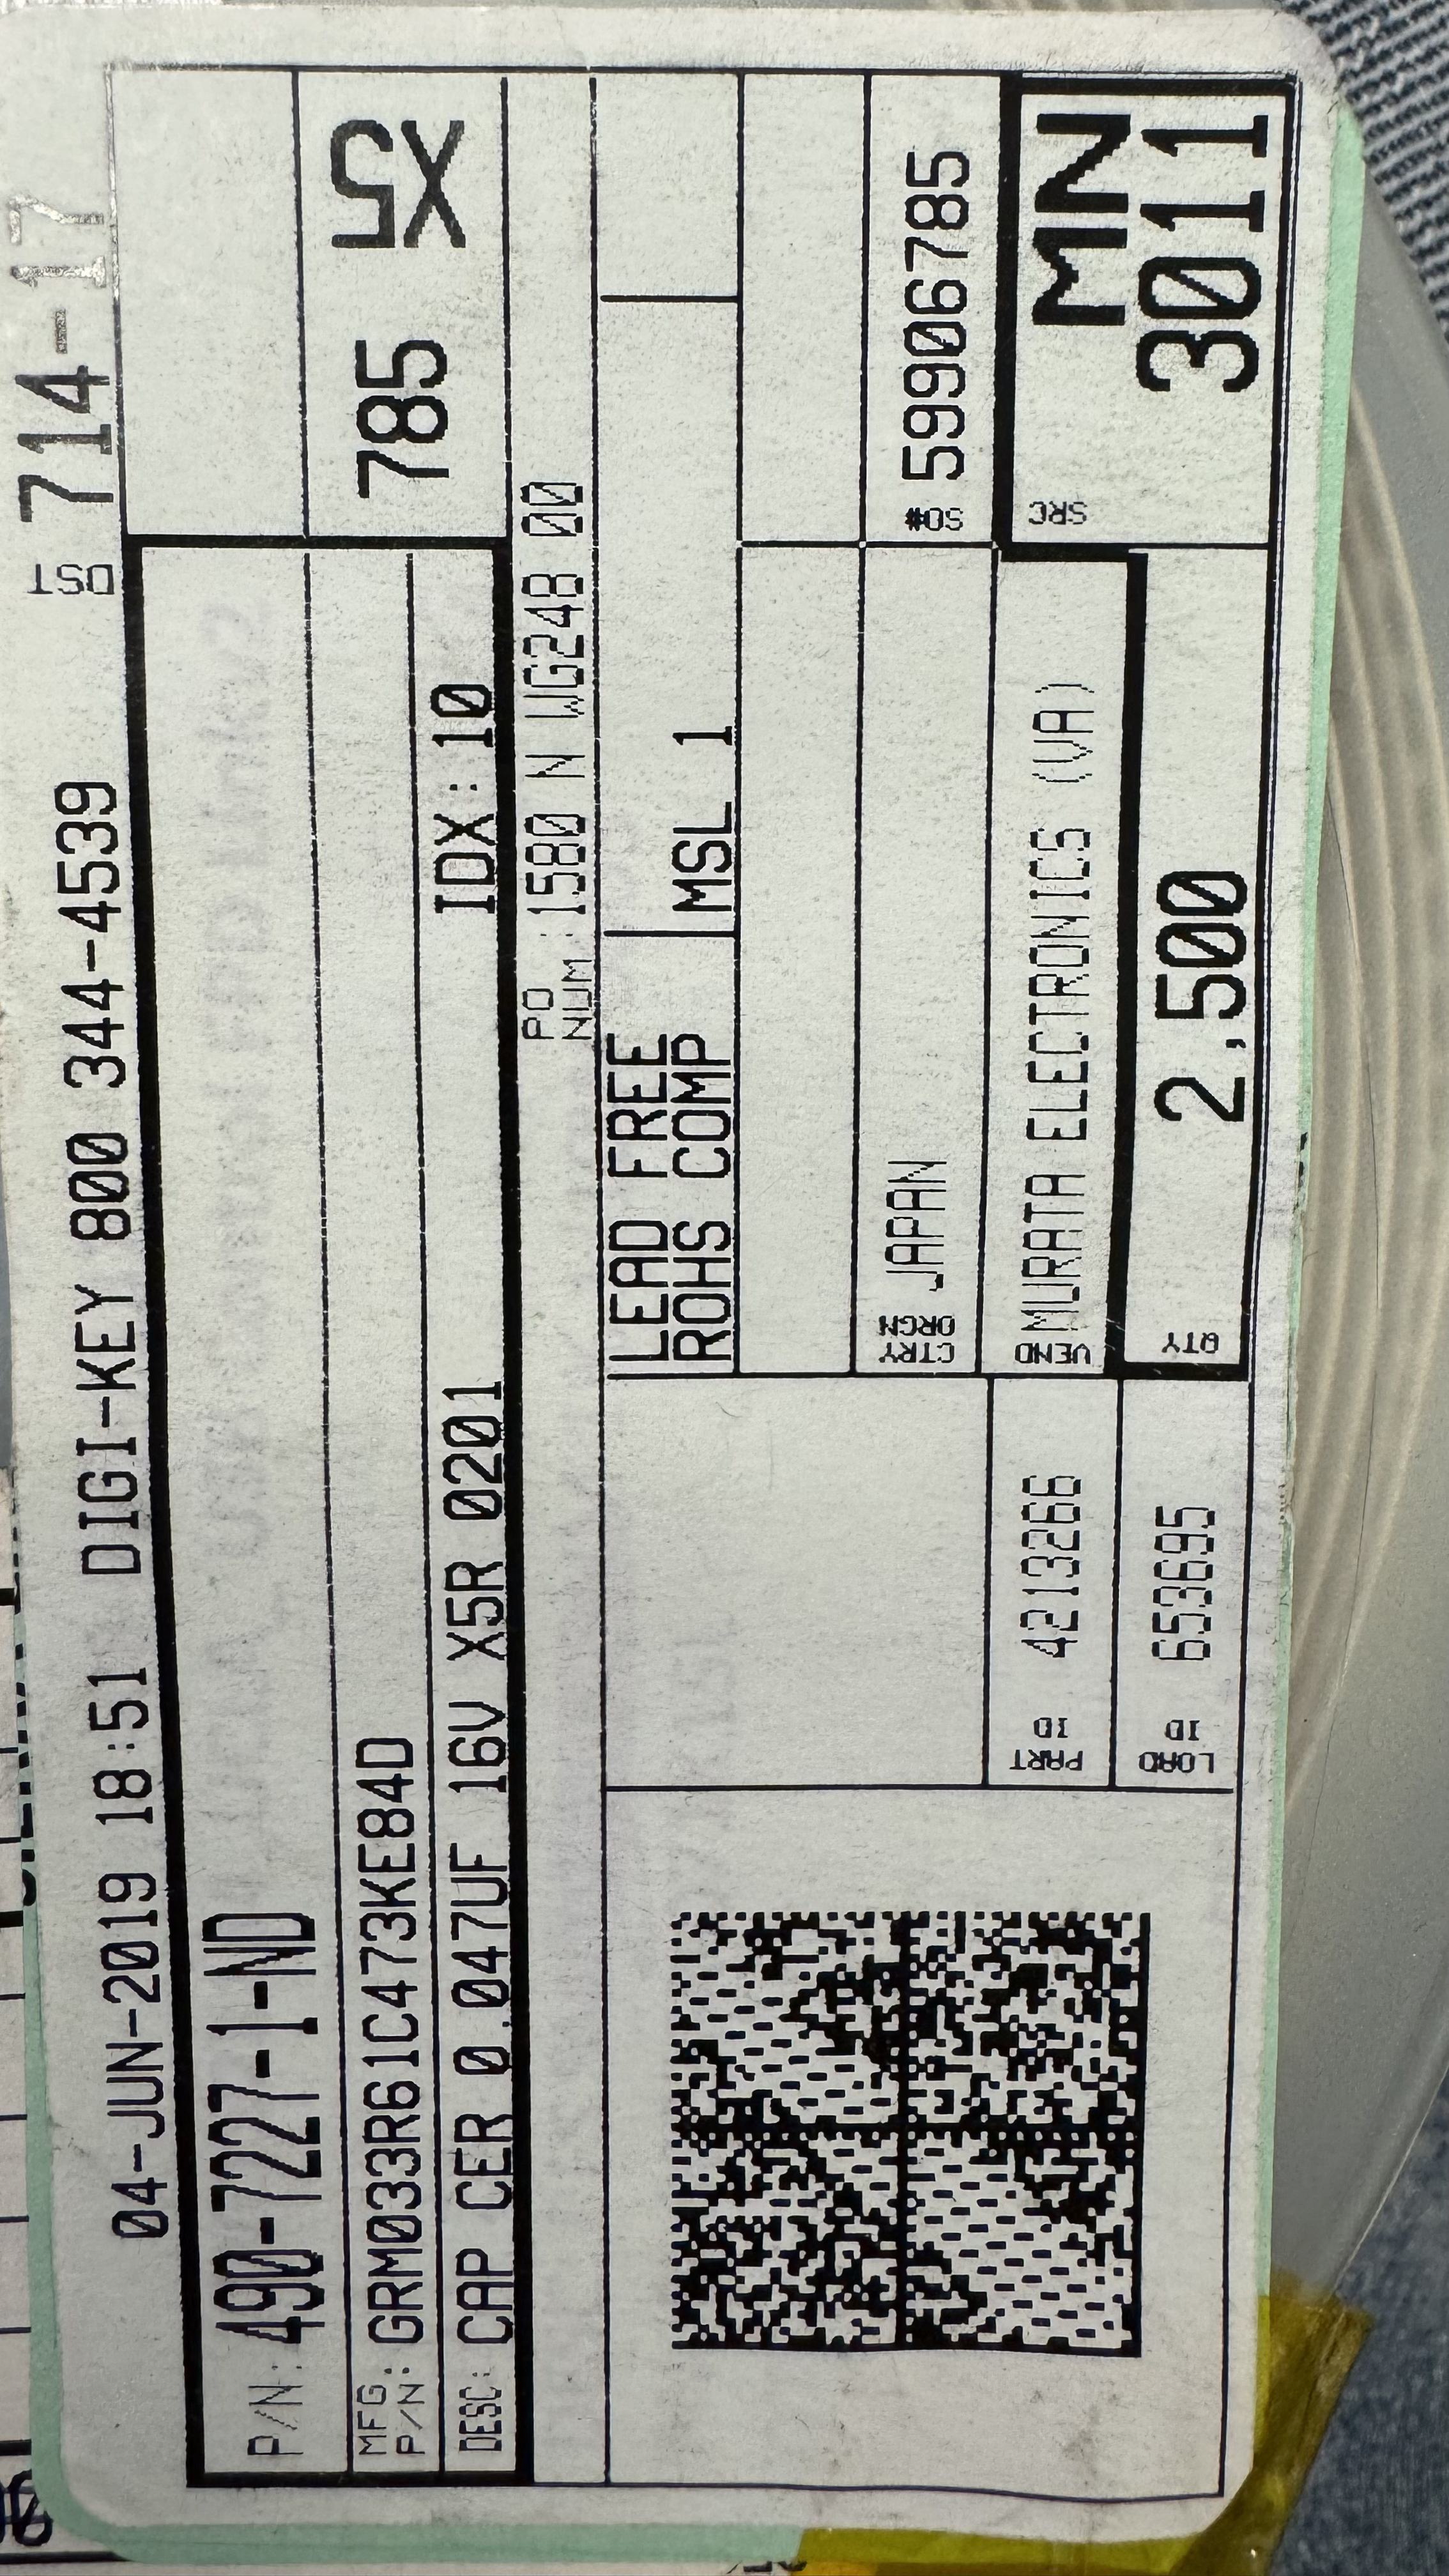 04-JUN-2019 18:51 DIGI-KEY 800 344-4539
DST 714-17
P/N: 490-7227-1-ND
MFG P/N: GRM033R61C473KE84D
785 X5
DESC: CAP CER 0.047UF 16V X5R 0201
IDX:10
PO NUM : 1580 N WG248 00
LEAD FREE
ROHS COMP
MSL 1
CTRY ORGN JAPAN
SO# 59906785
PART ID 4213266
VEND MURATA ELECTRONICS (VA)
SRC MN
3011
LOAD ID 653695
QTY 2,500